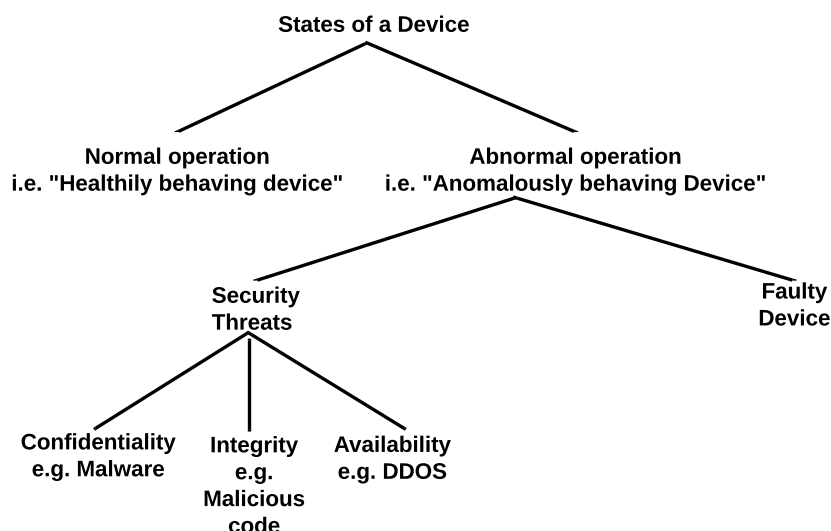 States of a Device
Normal operation
i.e. "Healthily behaving device"
Abnormal operation
i.e. "Anomalously behaving Device"
Security
Threats
Faulty
Device
Confidentiality
e.g. Malware
Integrity
e.g.
Malicious
code
Availability
e.g. DDOS